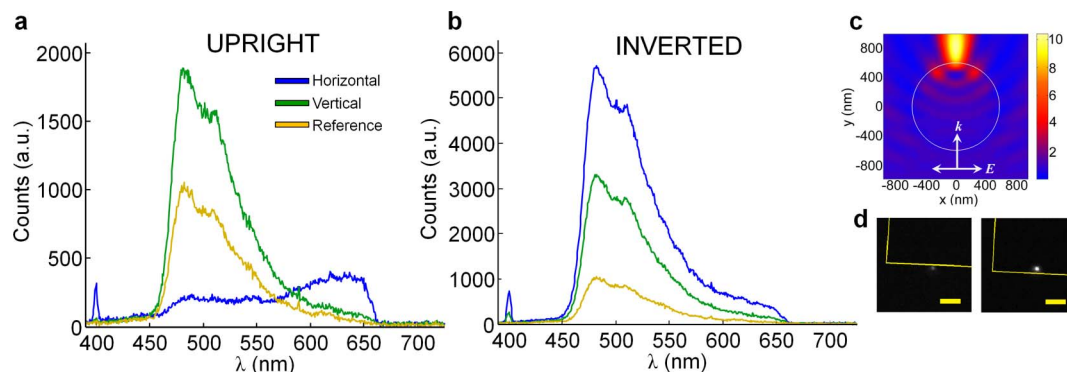 a
UPRIGHT
Horizontal
Vertical
Reference
Counts (a.u.)
2000
1500
1000
500
0
400 450 500 550 600 650 700
λ (nm)
b
INVERTED
Counts (a.u.)
6000
5000
4000
3000
2000
1000
0
400 450 500 550 600 650 700
λ (nm)
c
y (nm)
800
400
0
-400
-800
k
E
-800 -400 0 400 800
x (nm)
10
8
6
4
2
d